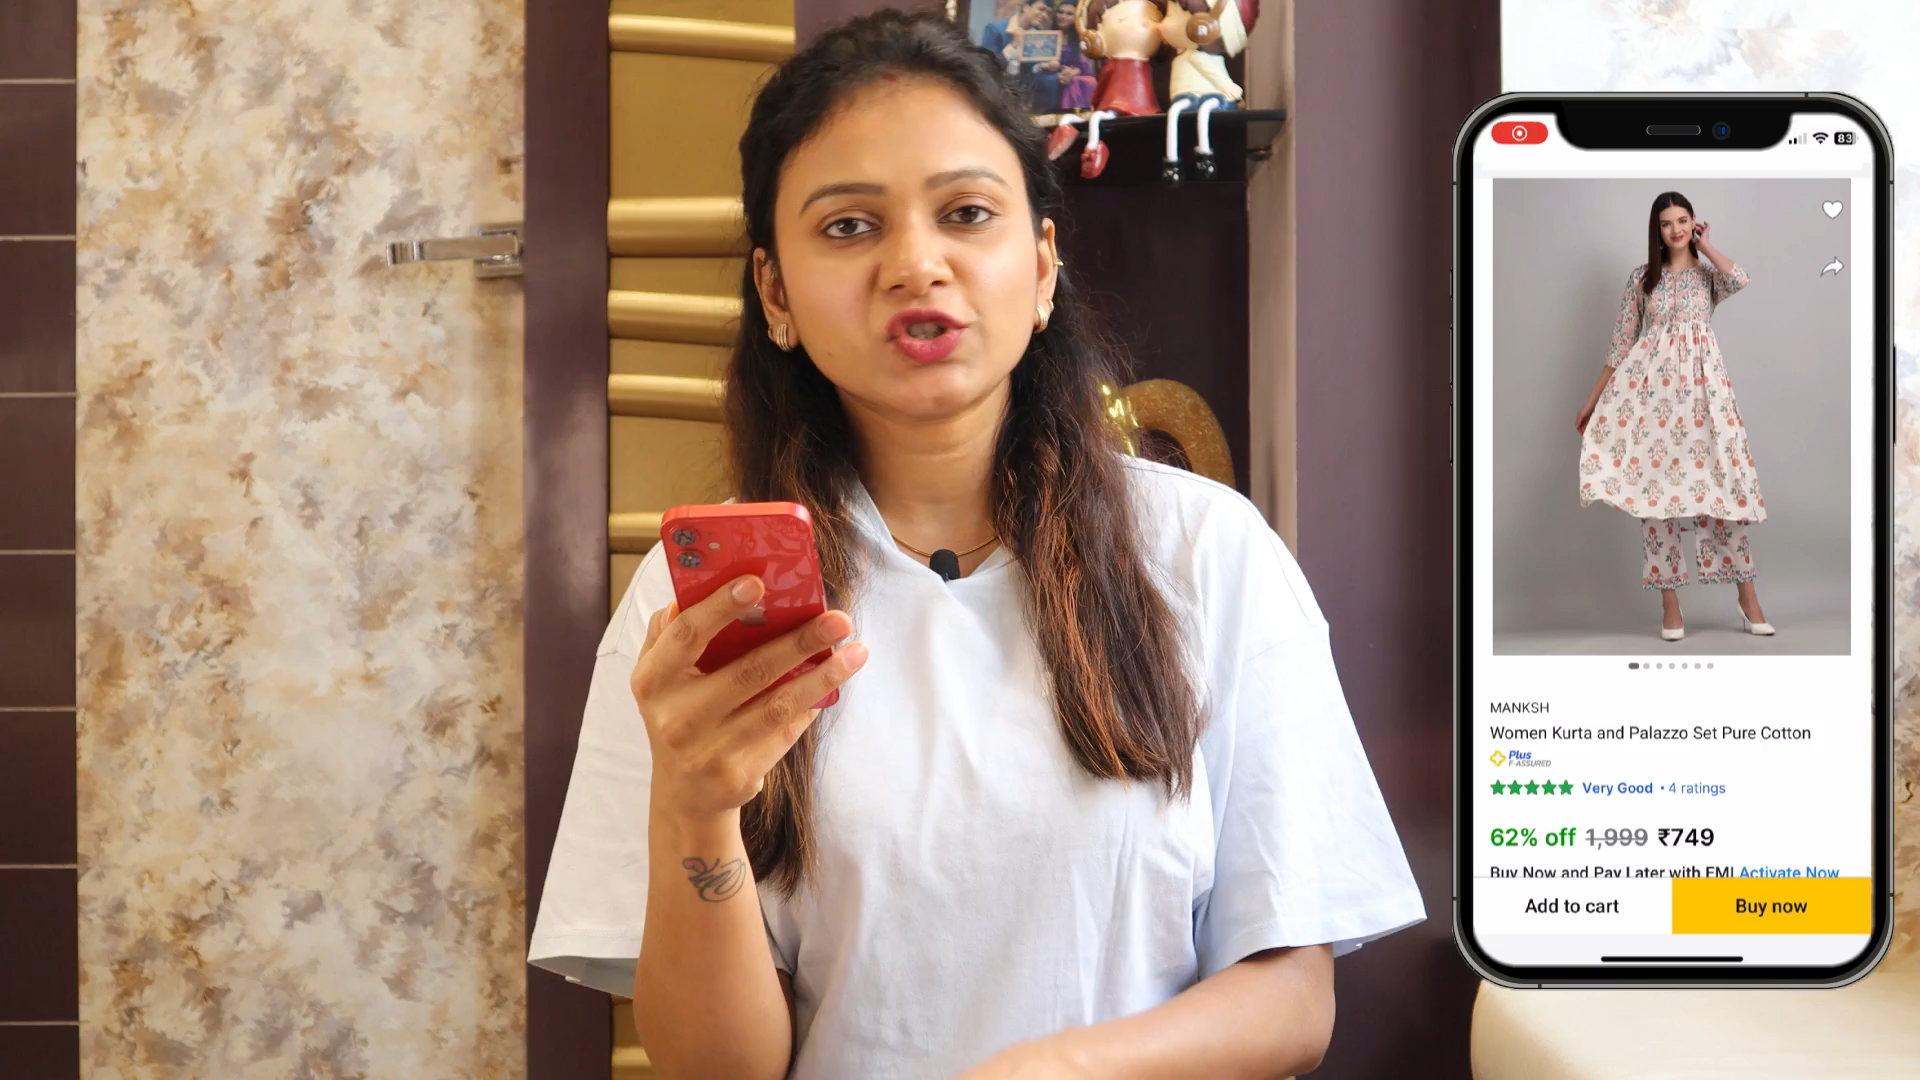 83
MANKSH
Women Kurta and Palazzo Set Pure Cotton
Plus
F-ASSURED
Very Good • 4 ratings
62% off 1,999 ₹749
Buy Now and Pay Later with EMI Activate Now
Add to cart
Buy now